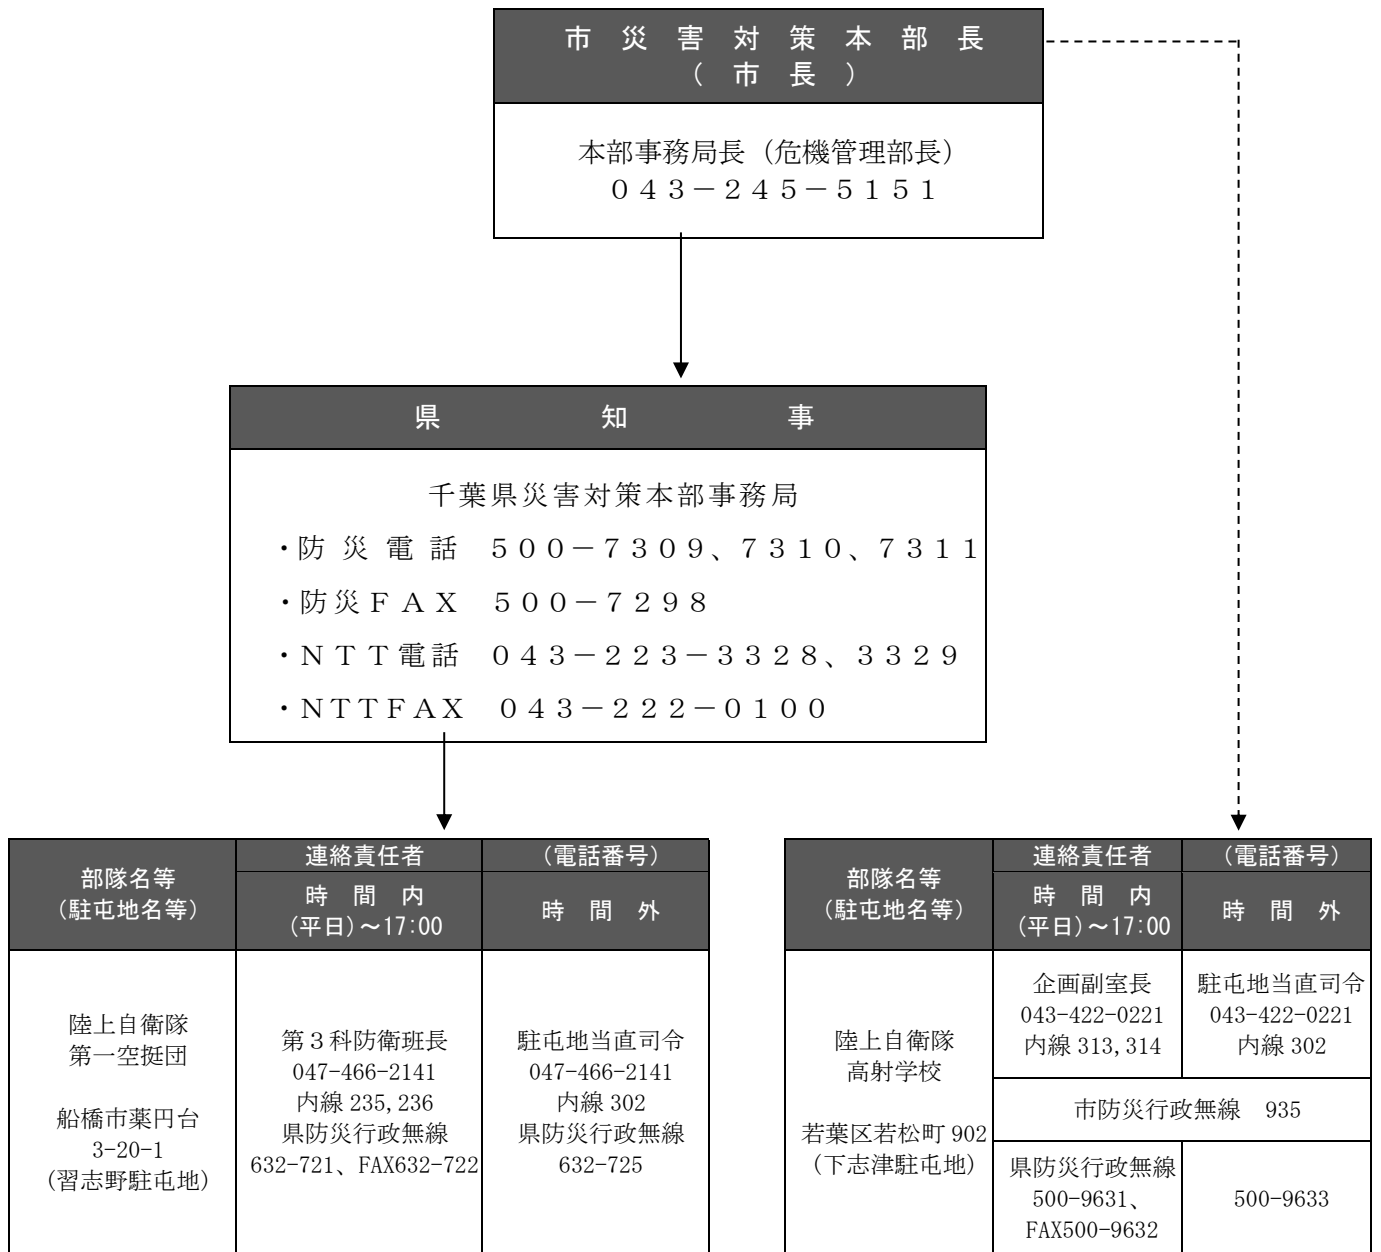 市災害対策本部長
（市長）
本部事務局長（危機管理部長）
０４３－２４５－５１５１
県知事
千葉県災害対策本部事務局
・防災電話　５００－７３０９、７３１０、７３１１
・防災ＦＡＸ　５００－７２９８
・ＮＴＴ電話　０４３－２２３－３３２８、３３２９
・ＮＴＴＦＡＸ　０４３－２２２－０１００
部隊名等
（駐屯地名等）
連絡責任者
（電話番号）
時間内
(平日)～17:00
時間外
陸上自衛隊
第一空挺団
船橋市薬円台
3-20-1
(習志野駐屯地)
第３科防衛班長
047-466-2141
内線 235,236
県防災行政無線
632-721、FAX632-722
駐屯地当直司令
047-466-2141
内線 302
県防災行政無線
632-725
部隊名等
（駐屯地名等）
連絡責任者
（電話番号）
時間内
(平日)～17:00
時間外
陸上自衛隊
高射学校
若葉区若松町 902
(下志津駐屯地)
企画副室長
043-422-0221
内線 313,314
駐屯地当直司令
043-422-0221
内線 302
市防災行政無線　935
県防災行政無線
500-9631、
FAX500-9632
500-9633